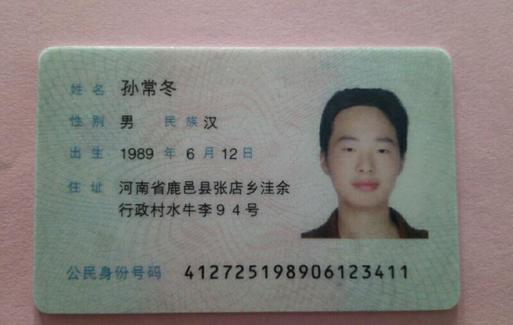 姓名 孙常冬
性别 男 民族 汉
出生 1989 年 6 月 12 日
住址 河南省鹿邑县张店乡洼余
行政村水牛李94号
公民身份号码 412725198906123411